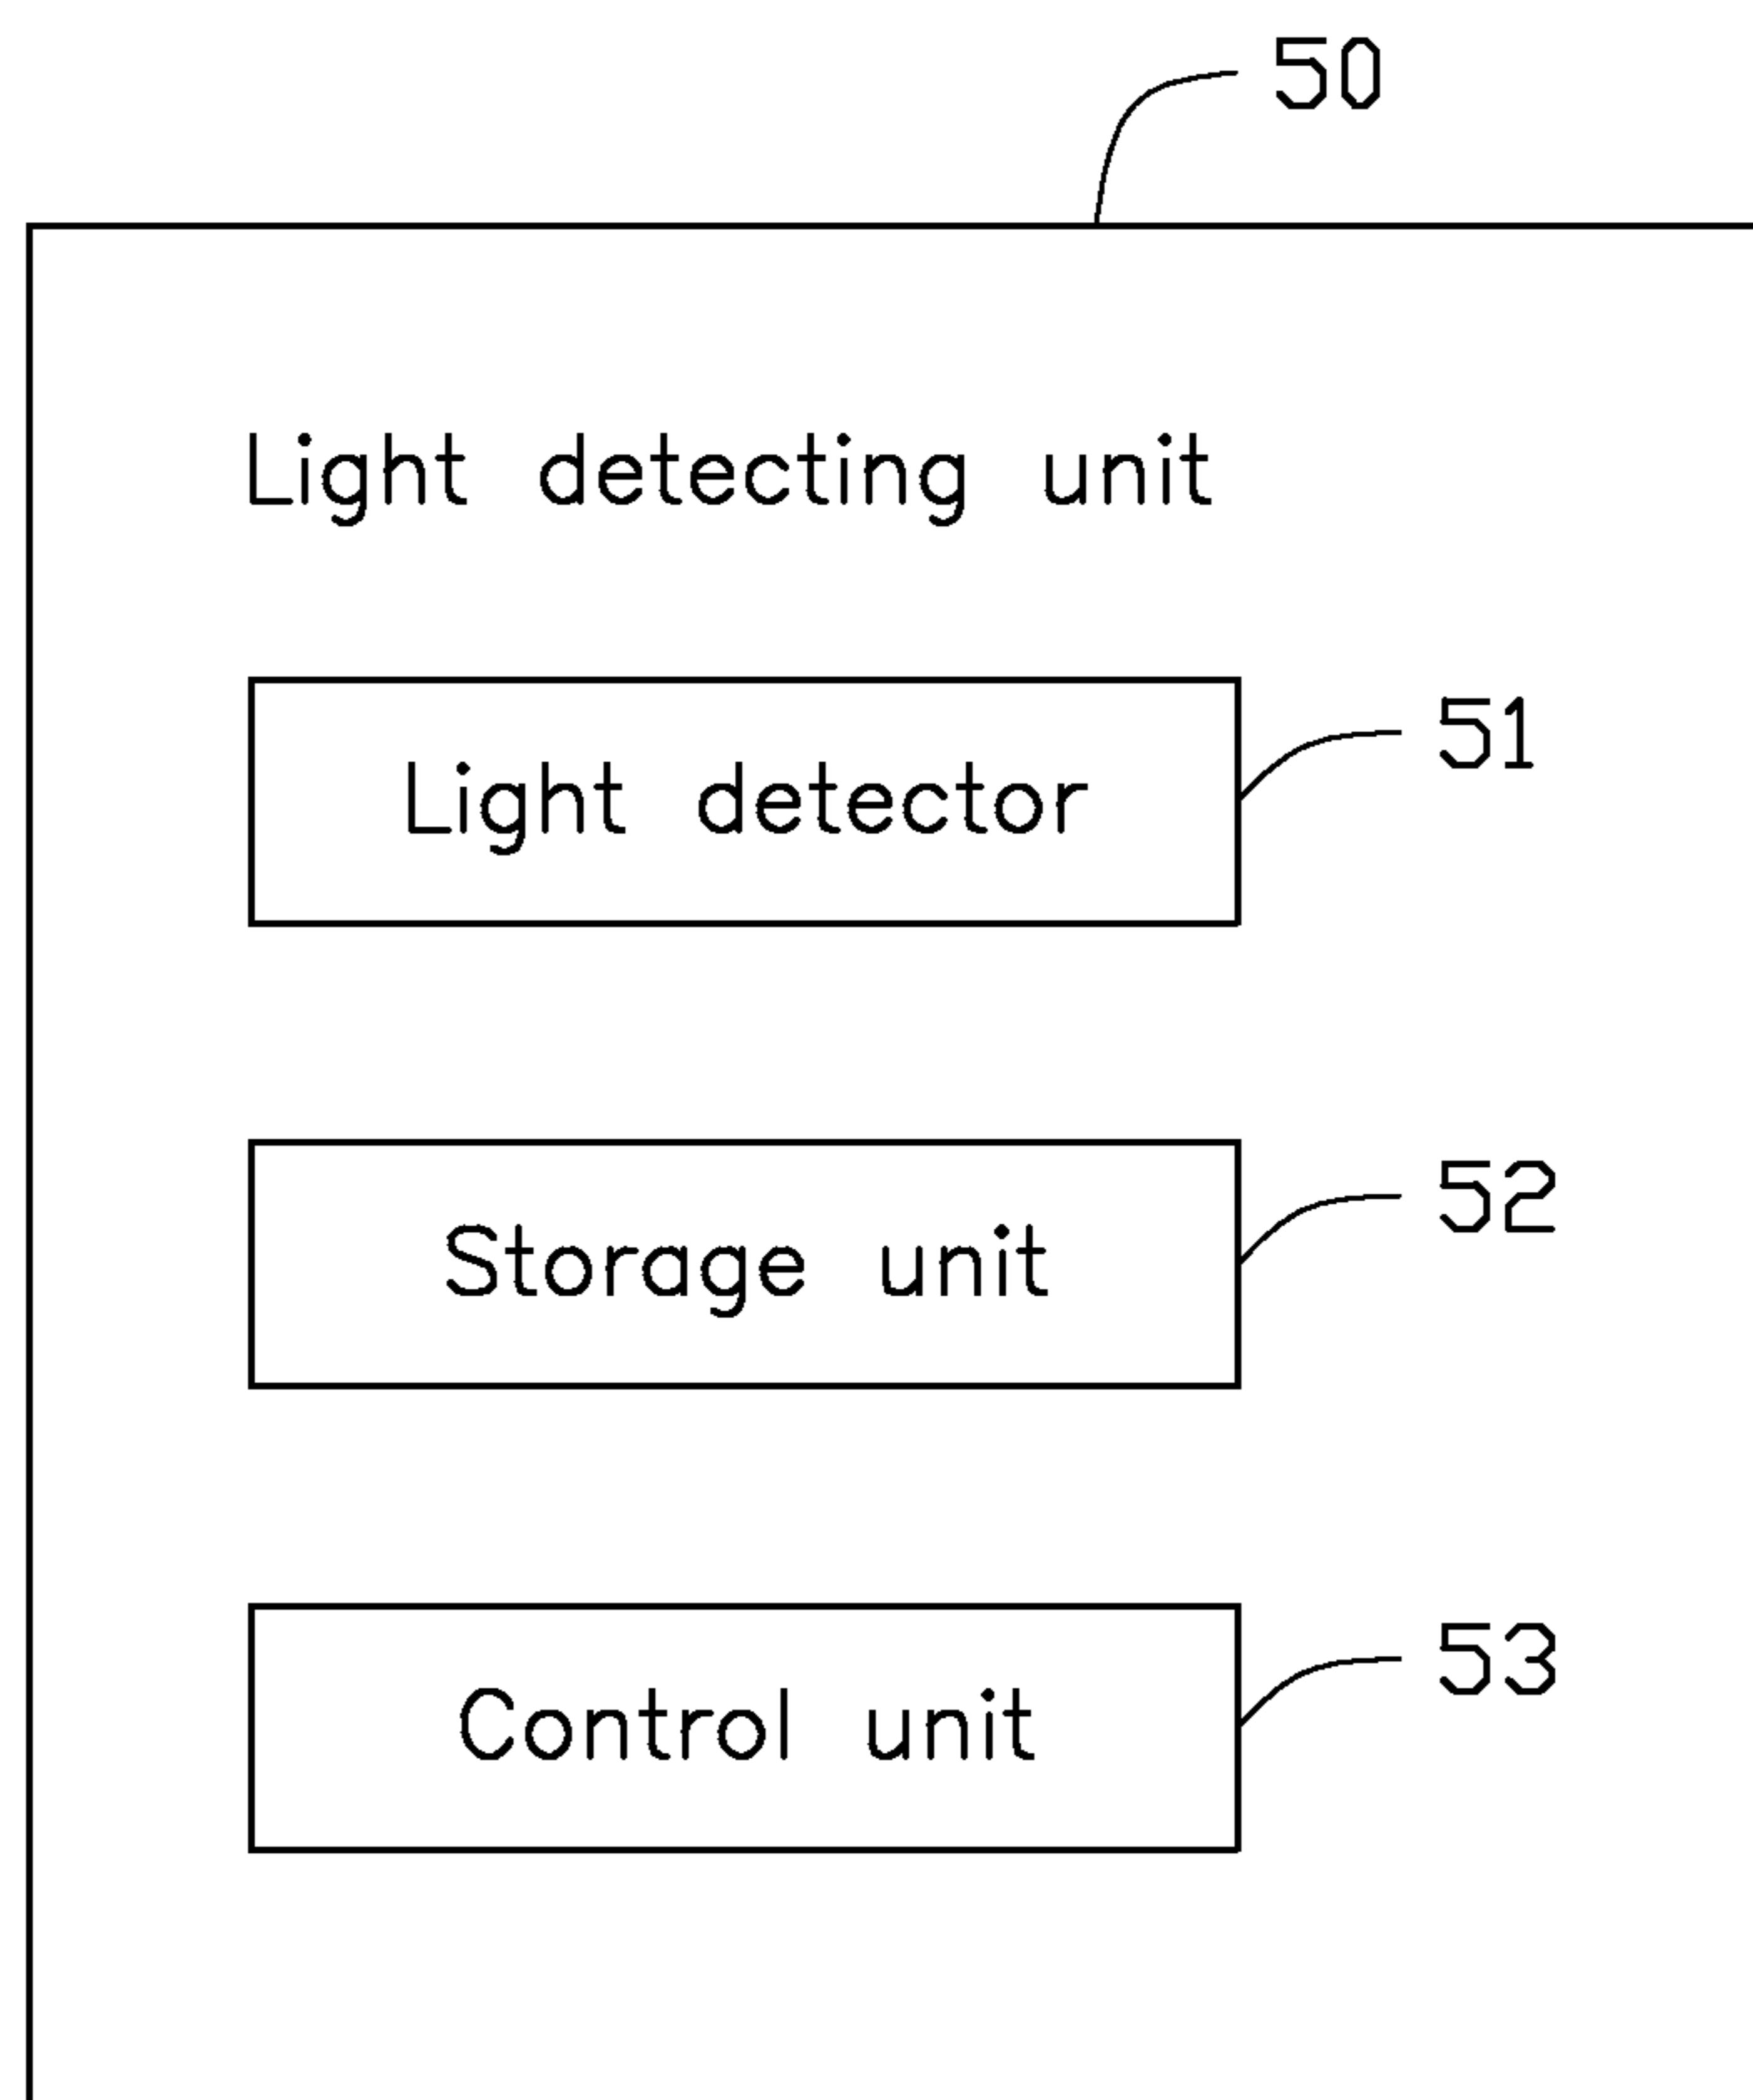 50
Light detecting unit
51
Light detector
52
Storage unit
53
Control unit